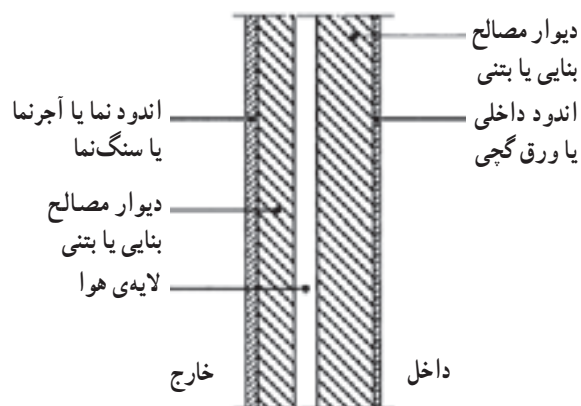 دیوار مصالح
بنایی یا بتنی
اندود داخلی
یا ورق گچی
اندود نما یا آجرنما
یا سنگ‌نما
دیوار مصالح
بنایی یا بتنی
لایه‌ی هوا
داخل
خارج